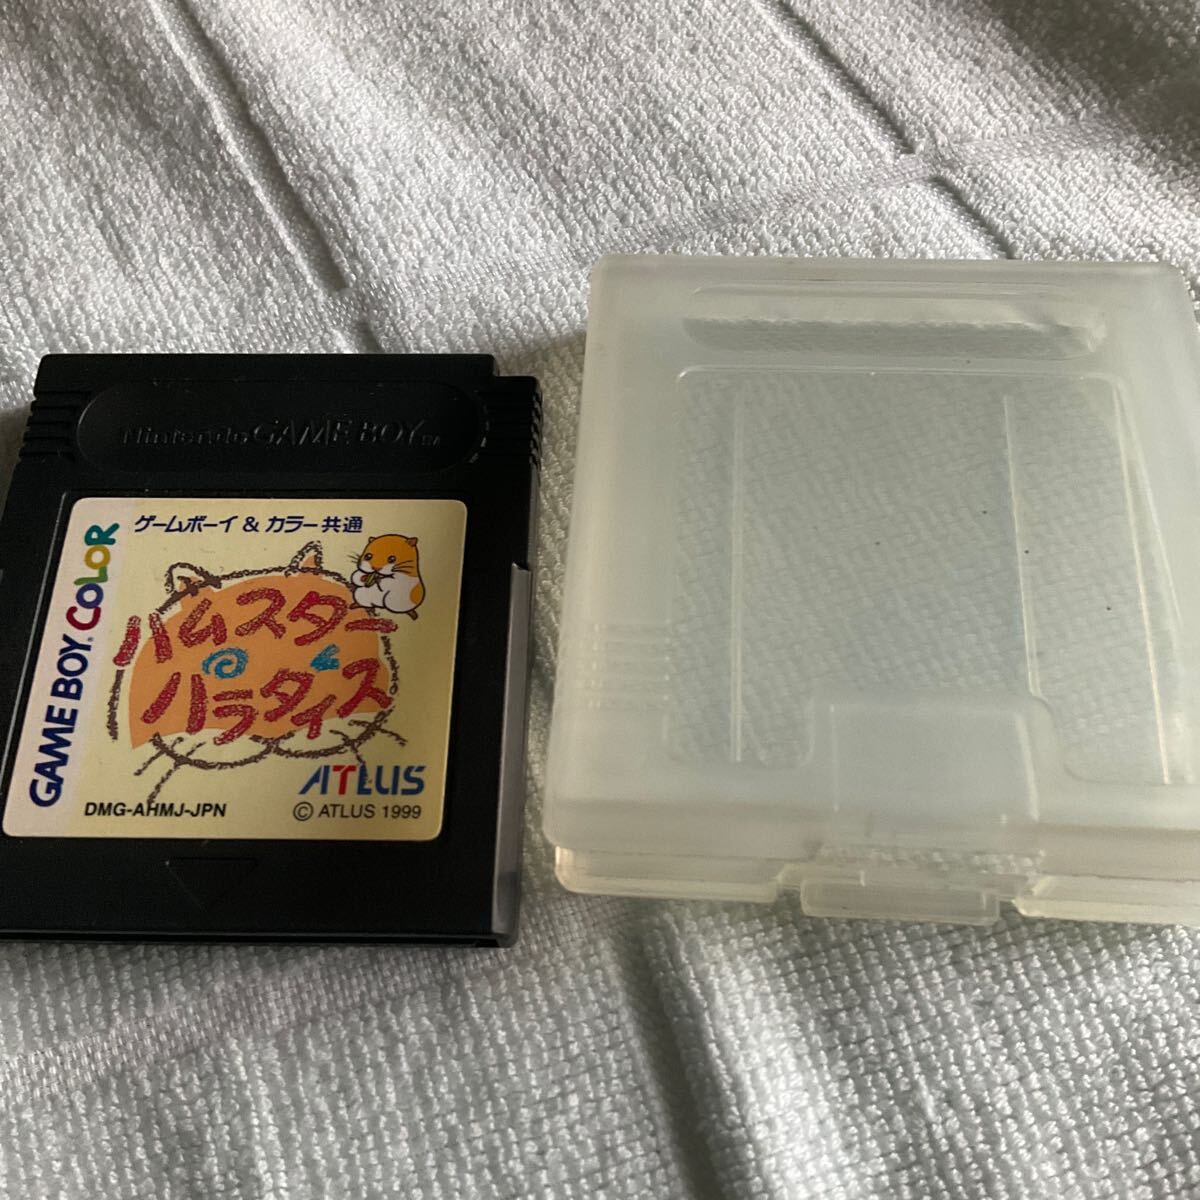 Nintendo GAME BOY TM
GAME BOY COLOR
ゲームボーイ & カラー共通
ハムスター
パラダイス
ATLUS
DMG-AHMJ-JPN
© ATLUS 1999